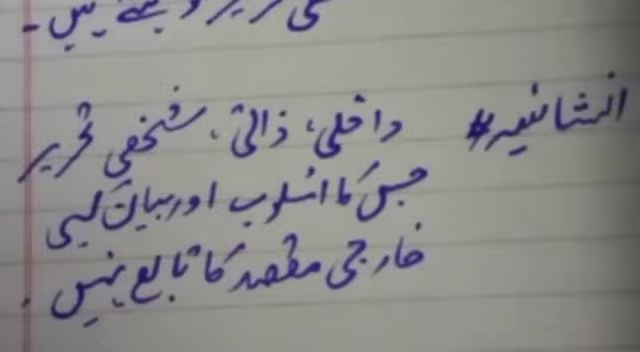 انشائیہ # داخلی، ذاتی، شخصی تحریر
جس کا اسلوب اور بیان کسی
خارجی مقصد کا تابع نہیں۔